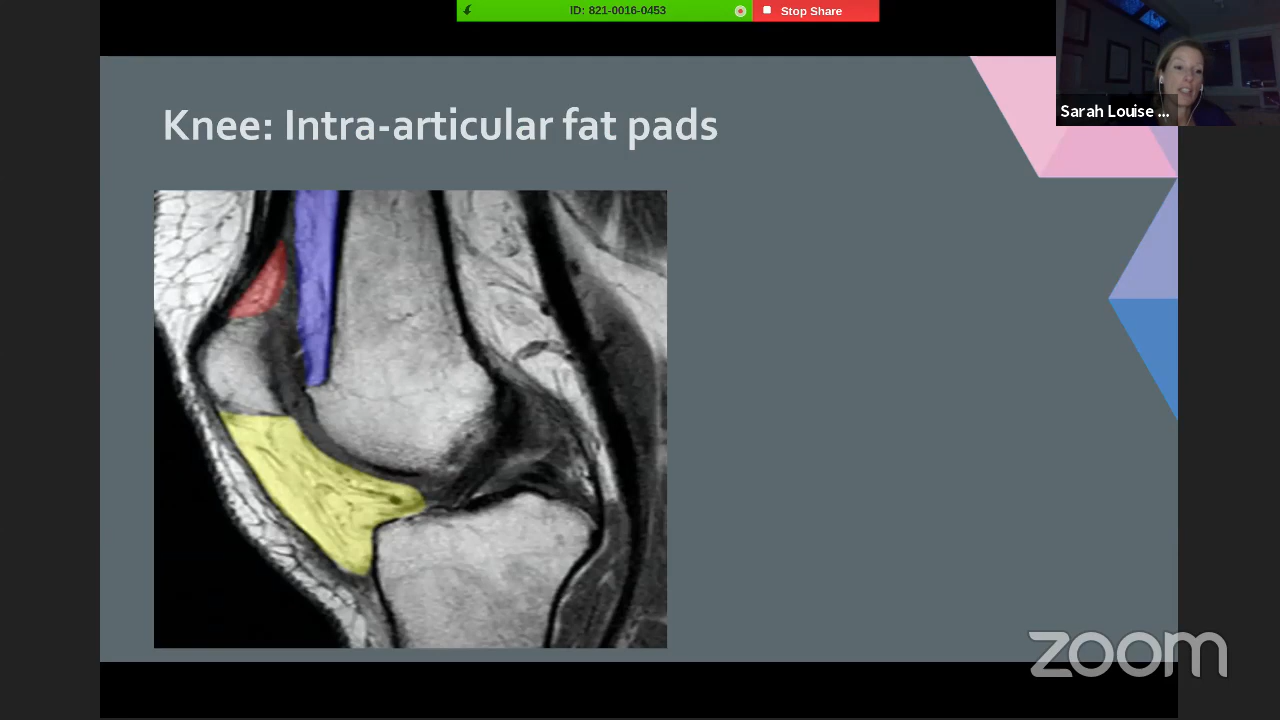 ID: 821-0016-0453
Stop Share
Knee: Intra-articular fat pads
Sarah Louise ...
zoom